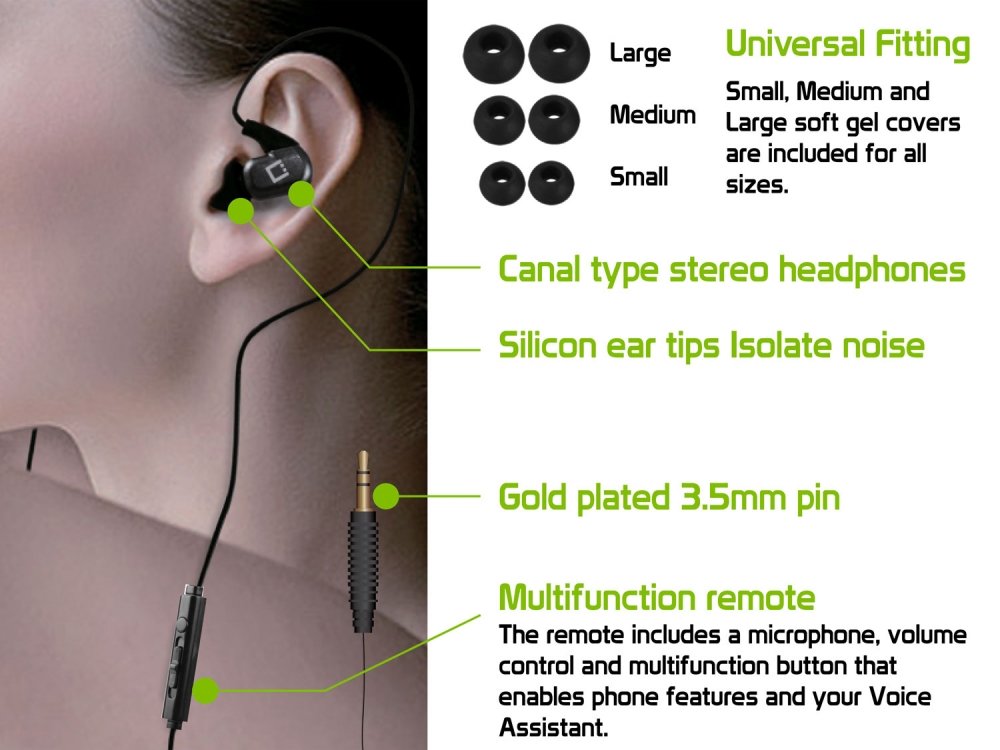 Large
Medium
Small
Universal Fitting
Small, Medium and
Large soft gel covers
are included for all
sizes.
Canal type stereo headphones
Silicon ear tips Isolate noise
Gold plated 3.5mm pin
Multifunction remote
The remote includes a microphone, volume
control and multifunction button that
enables phone features and your Voice
Assistant.